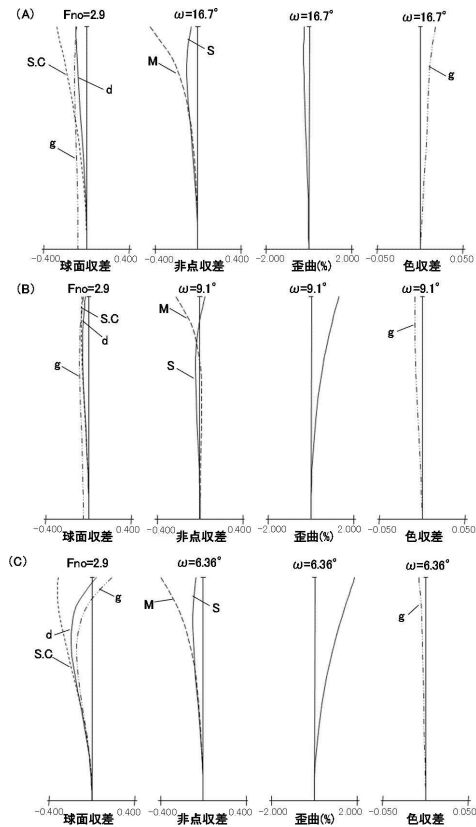 (A) Fno=2.9 ω=16.7° ω=16.7° ω=16.7°
S.C d M S g
g
-0.400 0.400 -0.400 0.400 -2.000 2.000 -0.050 0.050
球面収差 非点収差 歪曲(%) 色収差
(B) Fno=2.9 ω=9.1° ω=9.1° ω=9.1°
S.C M
d g
g S
-0.400 0.400 -0.400 0.400 -2.000 2.000 -0.050 0.050
球面収差 非点収差 歪曲(%) 色収差
(C) Fno=2.9 ω=6.36° ω=6.36° ω=6.36°
g M S g
d
S.C
-0.400 0.400 -0.400 0.400 -2.000 2.000 -0.050 0.050
球面収差 非点収差 歪曲(%) 色収差